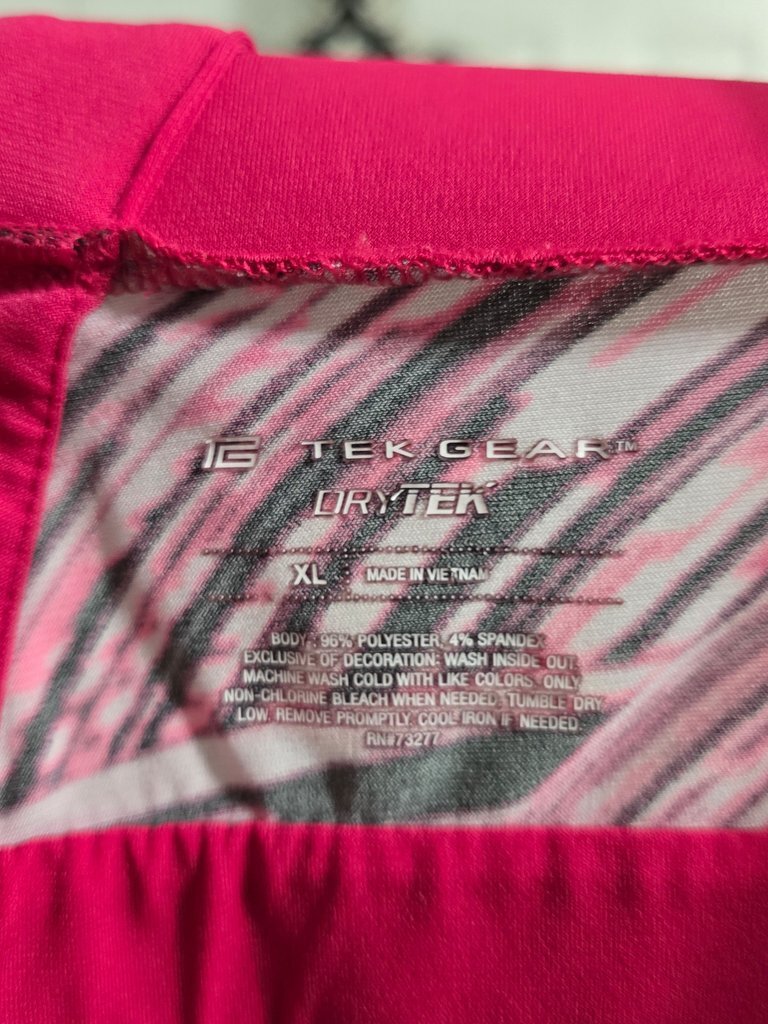 TEK GEAR™
DRYTEK
XL MADE IN VIETNAM
BODY: 96% POLYESTER, 4% SPANDEX
EXCLUSIVE OF DECORATION: WASH INSIDE OUT.
MACHINE WASH COLD WITH LIKE COLORS. ONLY
NON-CHLORINE BLEACH WHEN NEEDED. TUMBLE DRY
LOW. REMOVE PROMPTLY. COOL IRON IF NEEDED.
RN#73277